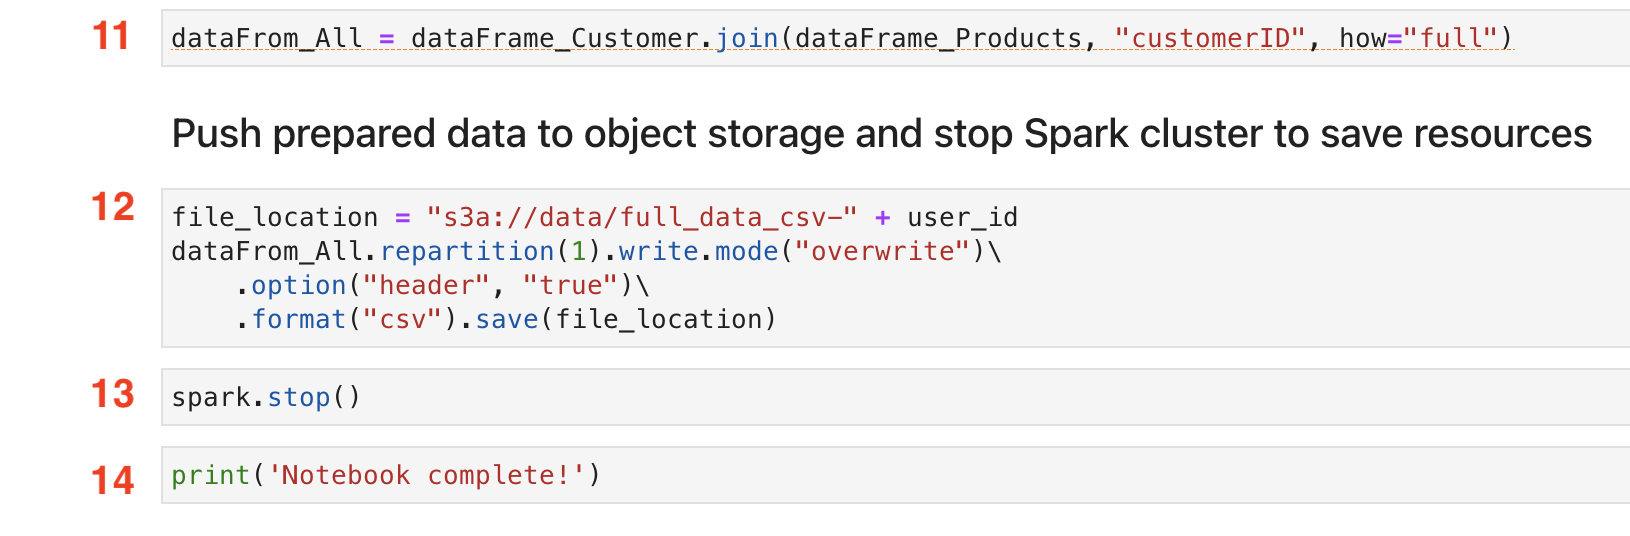 11 dataFrom_All = dataFrame_Customer.join(dataFrame_Products, "customerID", how="full")
Push prepared data to object storage and stop Spark cluster to save resources
12 file_location = "s3a://data/full_data_csv-" + user_id
dataFrom_All.repartition(1).write.mode("overwrite")\
    .option("header", "true")\
    .format("csv").save(file_location)
13 spark.stop()
14 print('Notebook complete!')